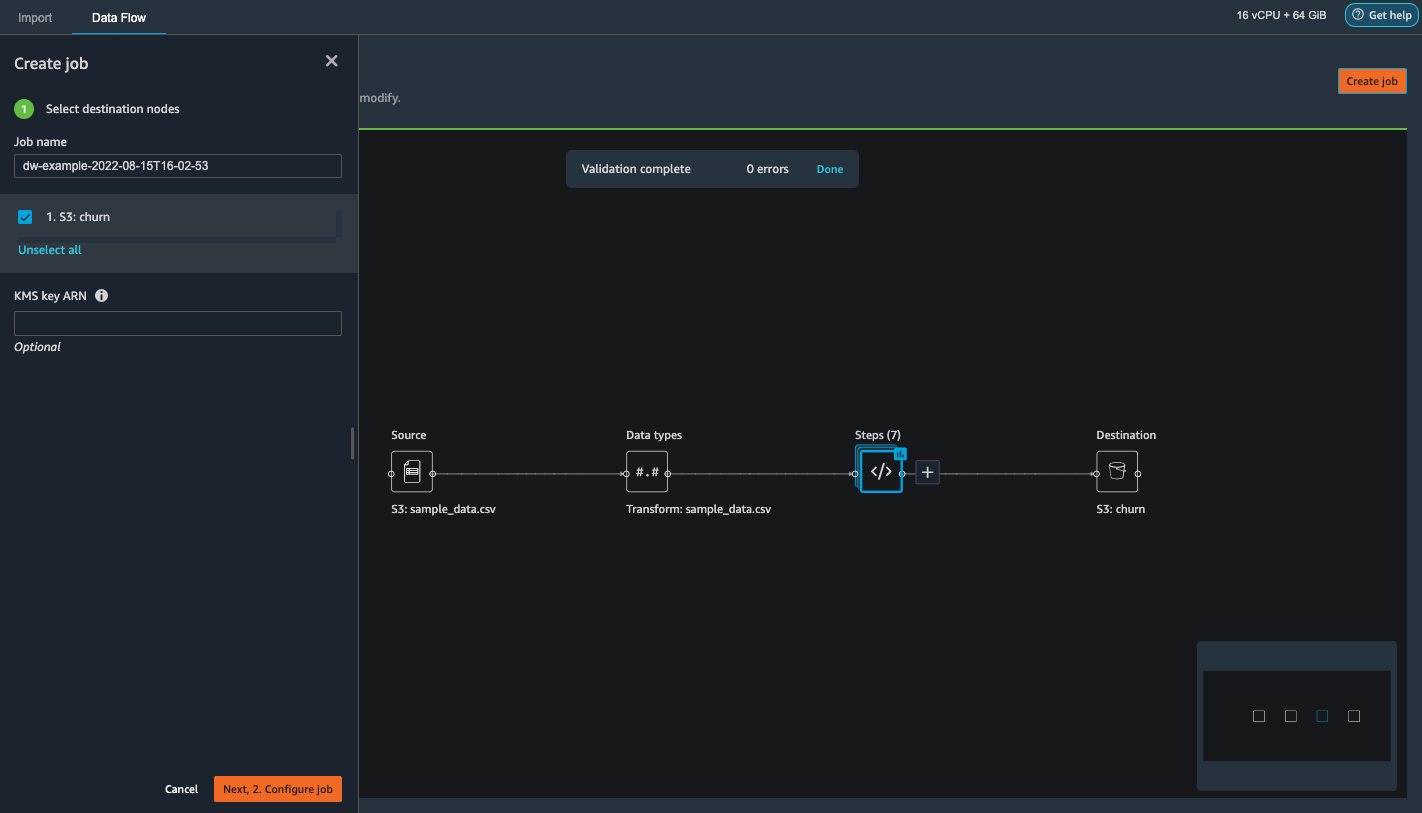 Import
Data Flow
16 vCPU + 64 GiB
Get help
Create job
1
Select destination nodes
Job name
dw-example-2022-08-15T16-02-53
1. S3: churn
Unselect all
KMS key ARN
Optional
Cancel
Next, 2. Configure job
modify.
Create job
Validation complete
0 errors
Done
Source
S3: sample_data.csv
Data types
#.#
Transform: sample_data.csv
Steps (7)
</>
+
Destination
S3: churn